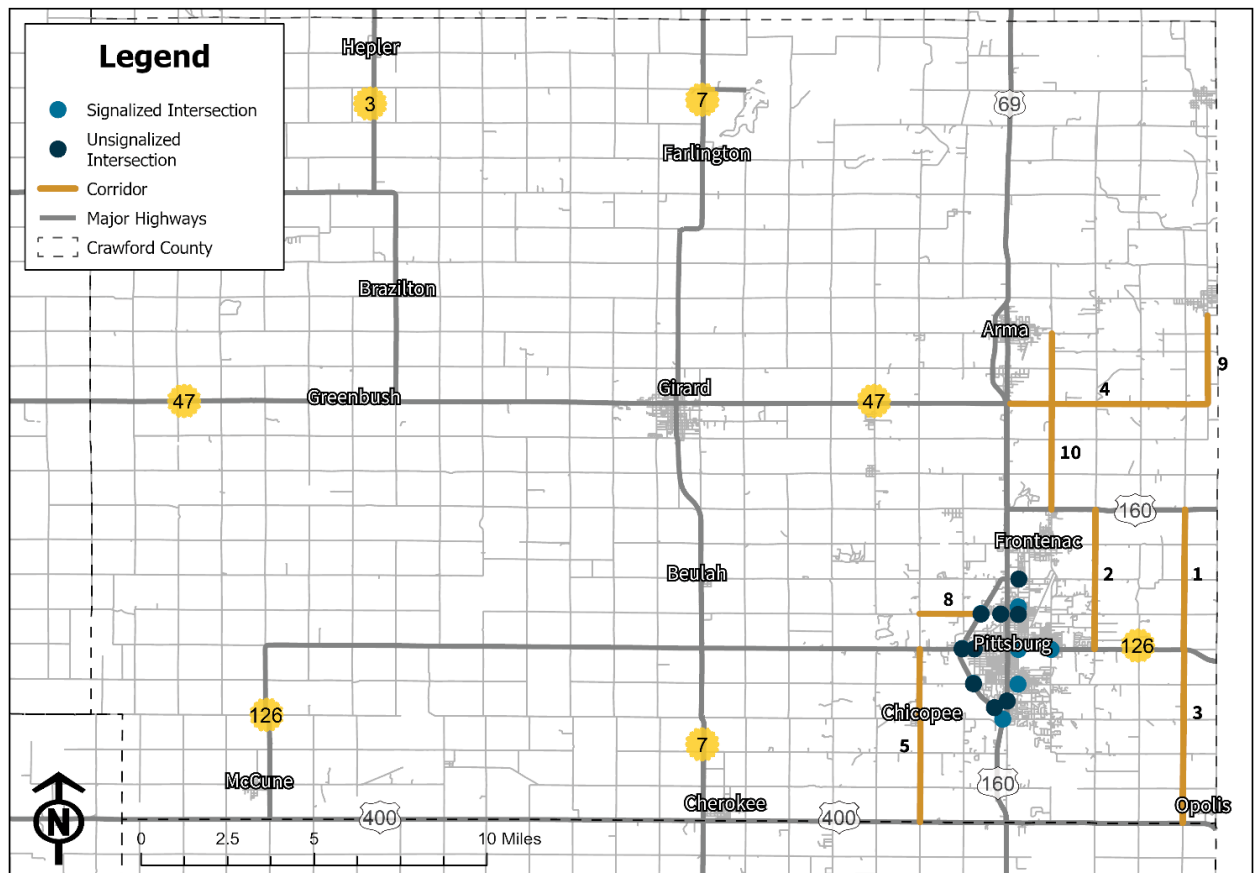 Legend
Signalized Intersection
Unsignalized
Intersection
Corridor
Major Highways
Crawford County
Hepler
3
7
69
Farlington
Brazilton
Arma
9
Girard
4
Greenbush
47
47
10
160
Frontenac
Beulah
2
1
8
Pittsburg
126
126
Chicopee
3
5
7
McCune
160
Cherokee
Opolis
400
400
N
0
2.5
5
10 Miles